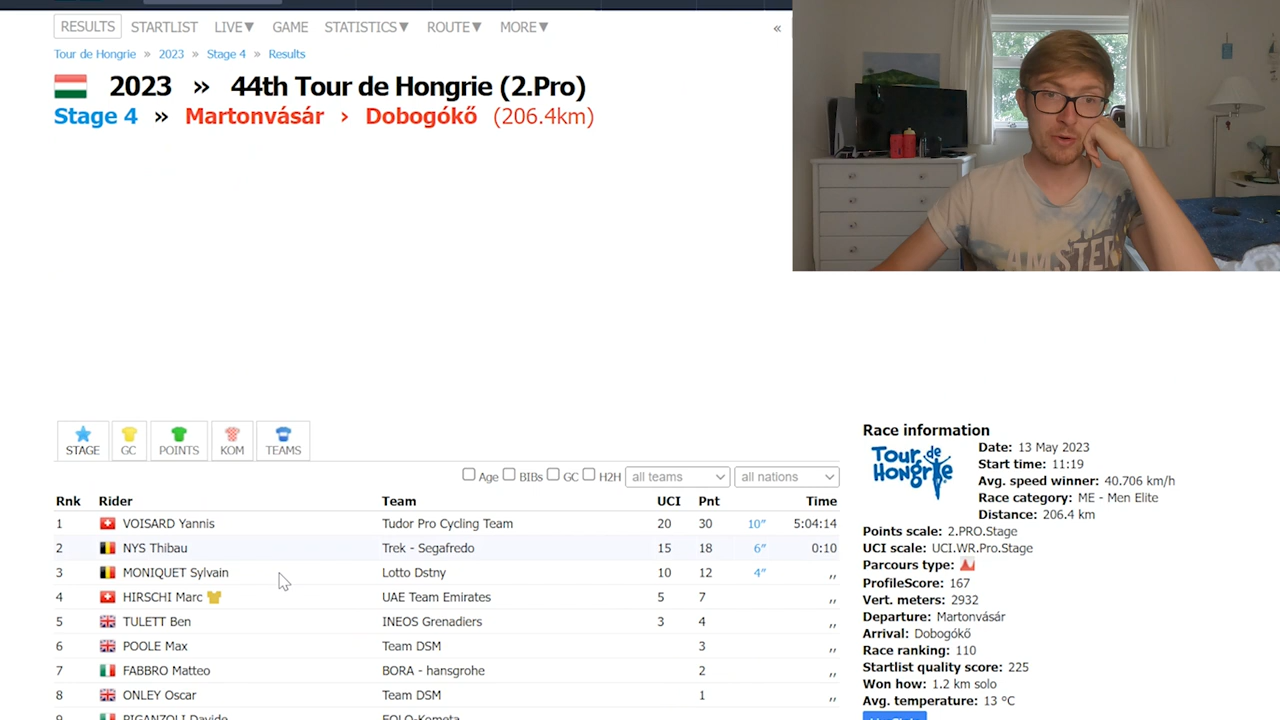 RESULTS STARTLIST LIVE▼ GAME STATISTICS▼ ROUTE▼ MORE▼ «
Tour de Hongrie » 2023 » Stage 4 » Results
2023 » 44th Tour de Hongrie (2.Pro)
Stage 4 » Martonvásár › Dobogókő (206.4km)
AMSTER
STAGE GC POINTS KOM TEAMS
Age BIBs GC H2H all teams all nations
Rnk Rider Team UCI Pnt Time
1 VOISARD Yannis Tudor Pro Cycling Team 20 30 10″ 5:04:14
2 NYS Thibau Trek - Segafredo 15 18 6″ 0:10
3 MONIQUET Sylvain Lotto Dstny 10 12 4″ ,,
4 HIRSCHI Marc UAE Team Emirates 5 7 ,,
5 TULETT Ben INEOS Grenadiers 3 4 ,,
6 POOLE Max Team DSM 3 ,,
7 FABBRO Matteo BORA - hansgrohe 2 ,,
8 ONLEY Oscar Team DSM 1 ,,
9 PIGANZOLI Davide EOLO-Kometa
Race information
Tour de Hongrie
Date: 13 May 2023
Start time: 11:19
Avg. speed winner: 40.706 km/h
Race category: ME - Men Elite
Distance: 206.4 km
Points scale: 2.PRO.Stage
UCI scale: UCI.WR.Pro.Stage
Parcours type:
ProfileScore: 167
Vert. meters: 2932
Departure: Martonvásár
Arrival: Dobogókő
Race ranking: 110
Startlist quality score: 225
Won how: 1.2 km solo
Avg. temperature: 13 °C